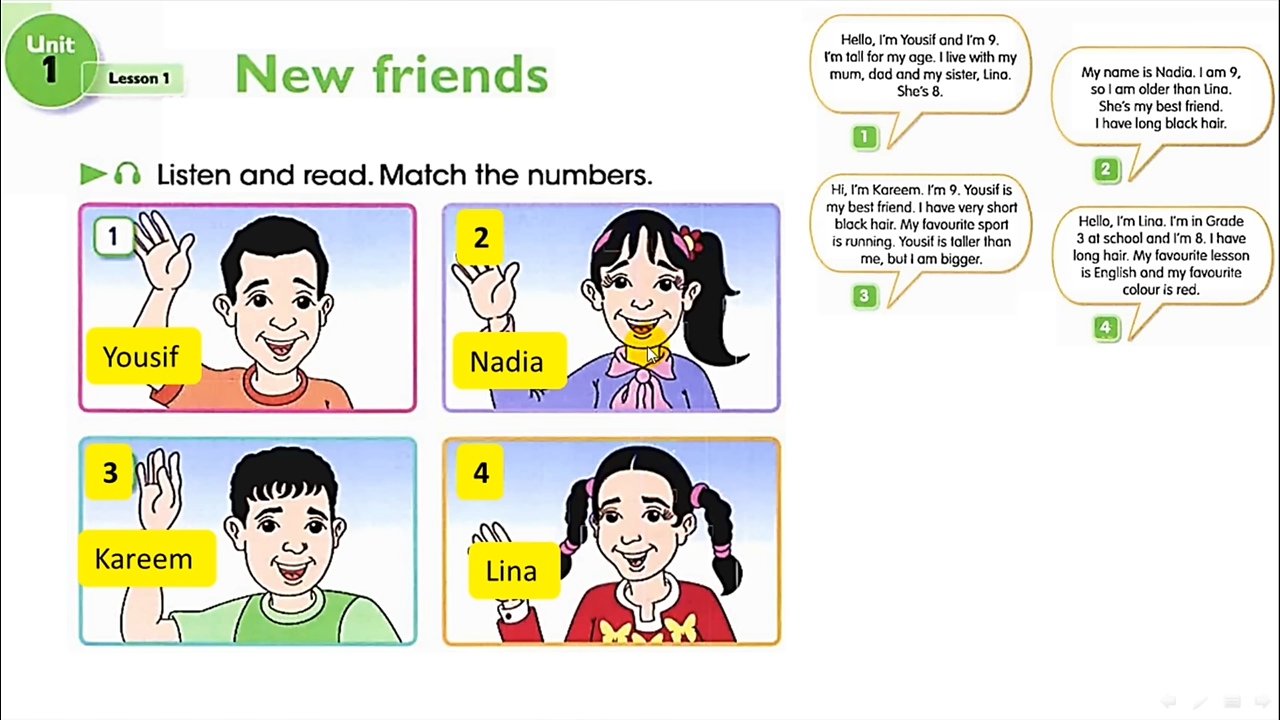 Unit
1
Lesson 1
New friends
Listen and read. Match the numbers.
1
Yousif
2
Nadia
3
Kareem
4
Lina
Hello, I'm Yousif and I'm 9.
I'm tall for my age. I live with my
mum, dad and my sister, Lina.
She's 8.
1
My name is Nadia. I am 9,
so I am older than Lina.
She's my best friend.
I have long black hair.
2
Hi, I'm Kareem. I'm 9. Yousif is
my best friend. I have very short
black hair. My favourite sport
is running. Yousif is taller than
me, but I am bigger.
3
Hello, I'm Lina. I'm in Grade
3 at school and I'm 8. I have
long hair. My favourite lesson
is English and my favourite
colour is red.
4